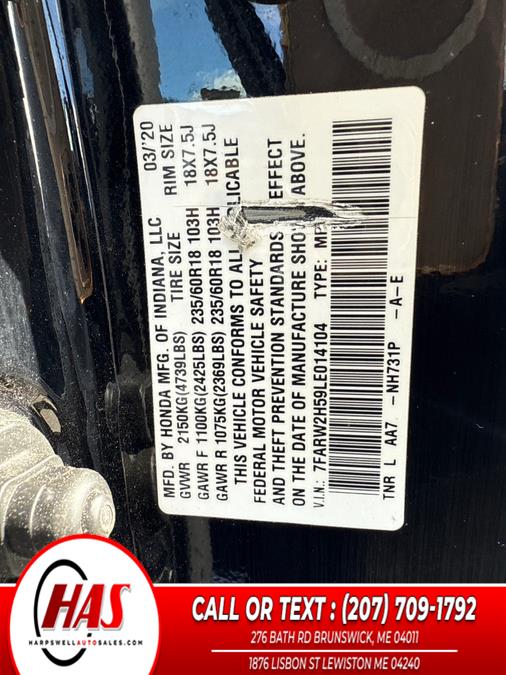 MFD. BY HONDA MFG. OF INDIANA, LLC 03/'20
GVWR 2150KG(4739LBS) TIRE SIZE RIM SIZE
GAWR F 1100KG(2425LBS) 235/60R18 103H 18X7.5J
GAWR R 1075KG(2369LBS) 235/60R18 103H 18X7.5J
THIS VEHICLE CONFORMS TO ALL
FEDERAL MOTOR VEHICLE SAFETY
AND THEFT PREVENTION STANDARDS EFFECT
ON THE DATE OF MANUFACTURE SHOWN ABOVE.
V.I.N.: 7FARW2H59LE014104 TYPE:
TNR L AA7 -NH731P -A-E
HAS
HARPSWELLAUTOSALES.COM
CALL OR TEXT : (207) 709-1792
276 BATH RD BRUNSWICK, ME 04011
1876 LISBON ST LEWISTON ME 04240